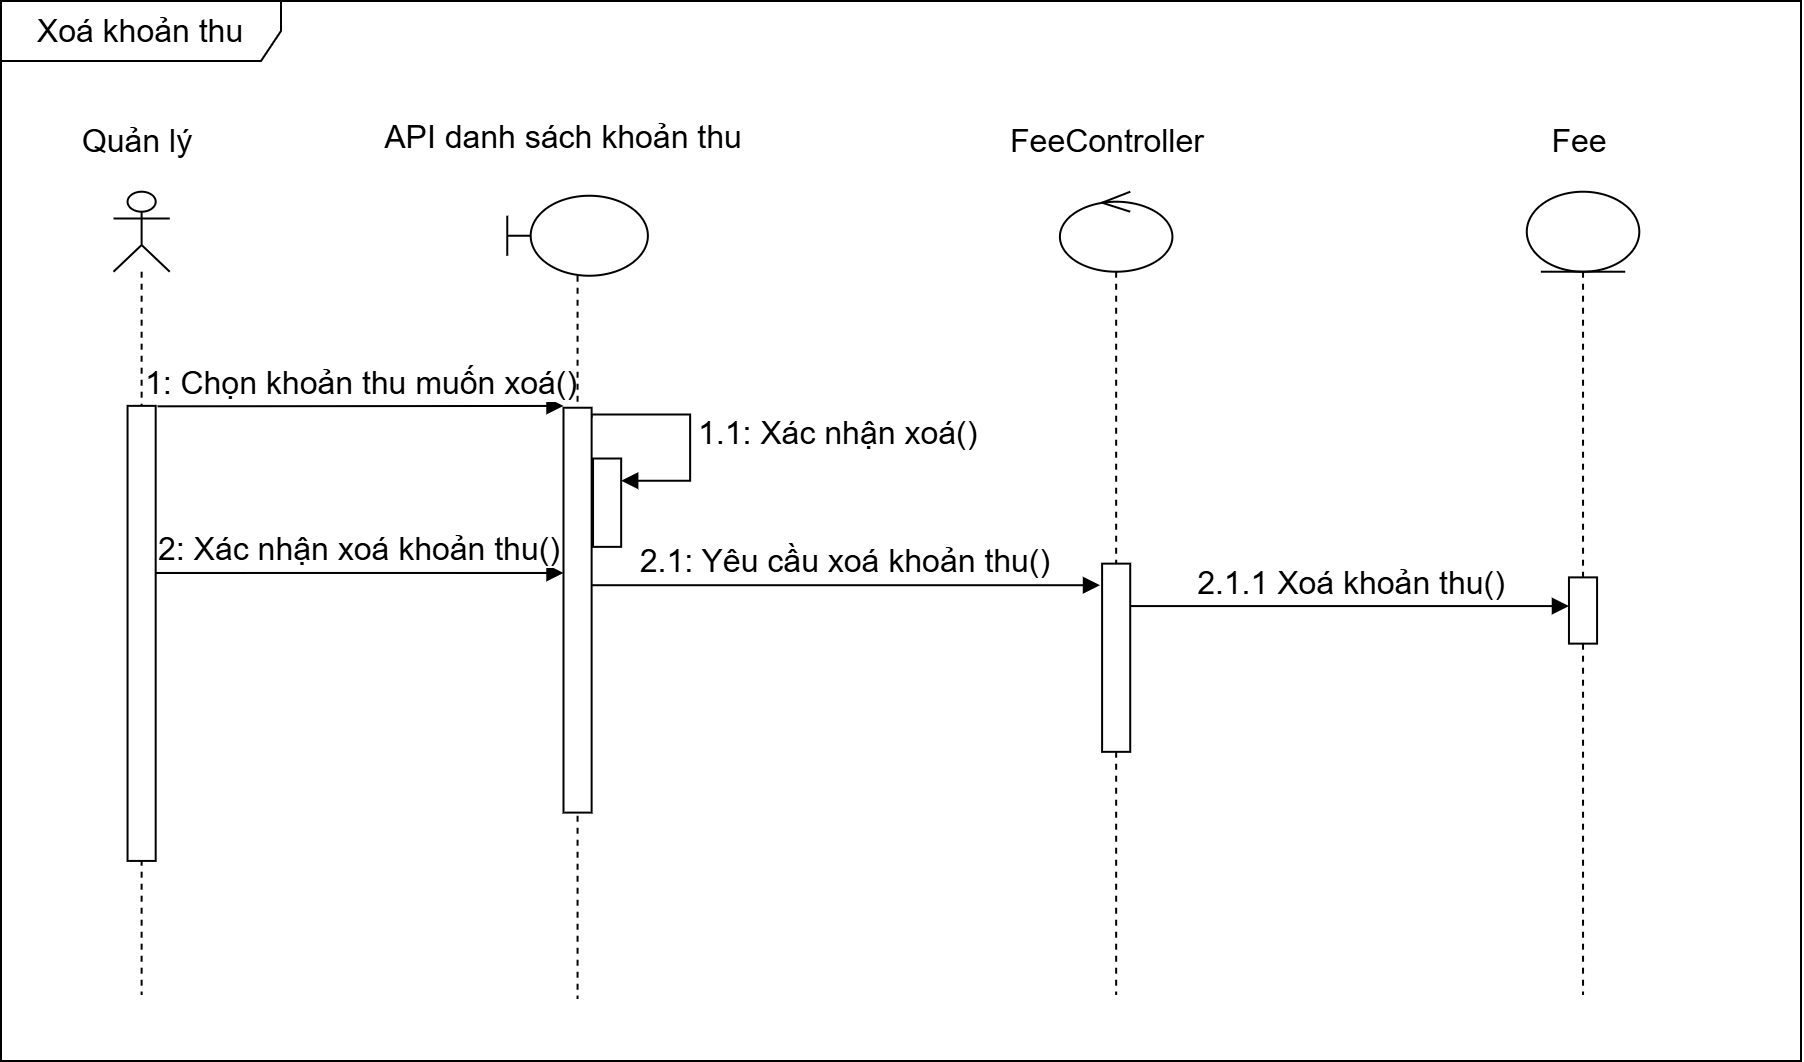 Xoá khoản thu
Quản lý
API danh sách khoản thu
FeeController
Fee
1: Chọn khoản thu muốn xoá()
1.1: Xác nhận xoá()
2: Xác nhận xoá khoản thu()
2.1: Yêu cầu xoá khoản thu()
2.1.1 Xoá khoản thu()